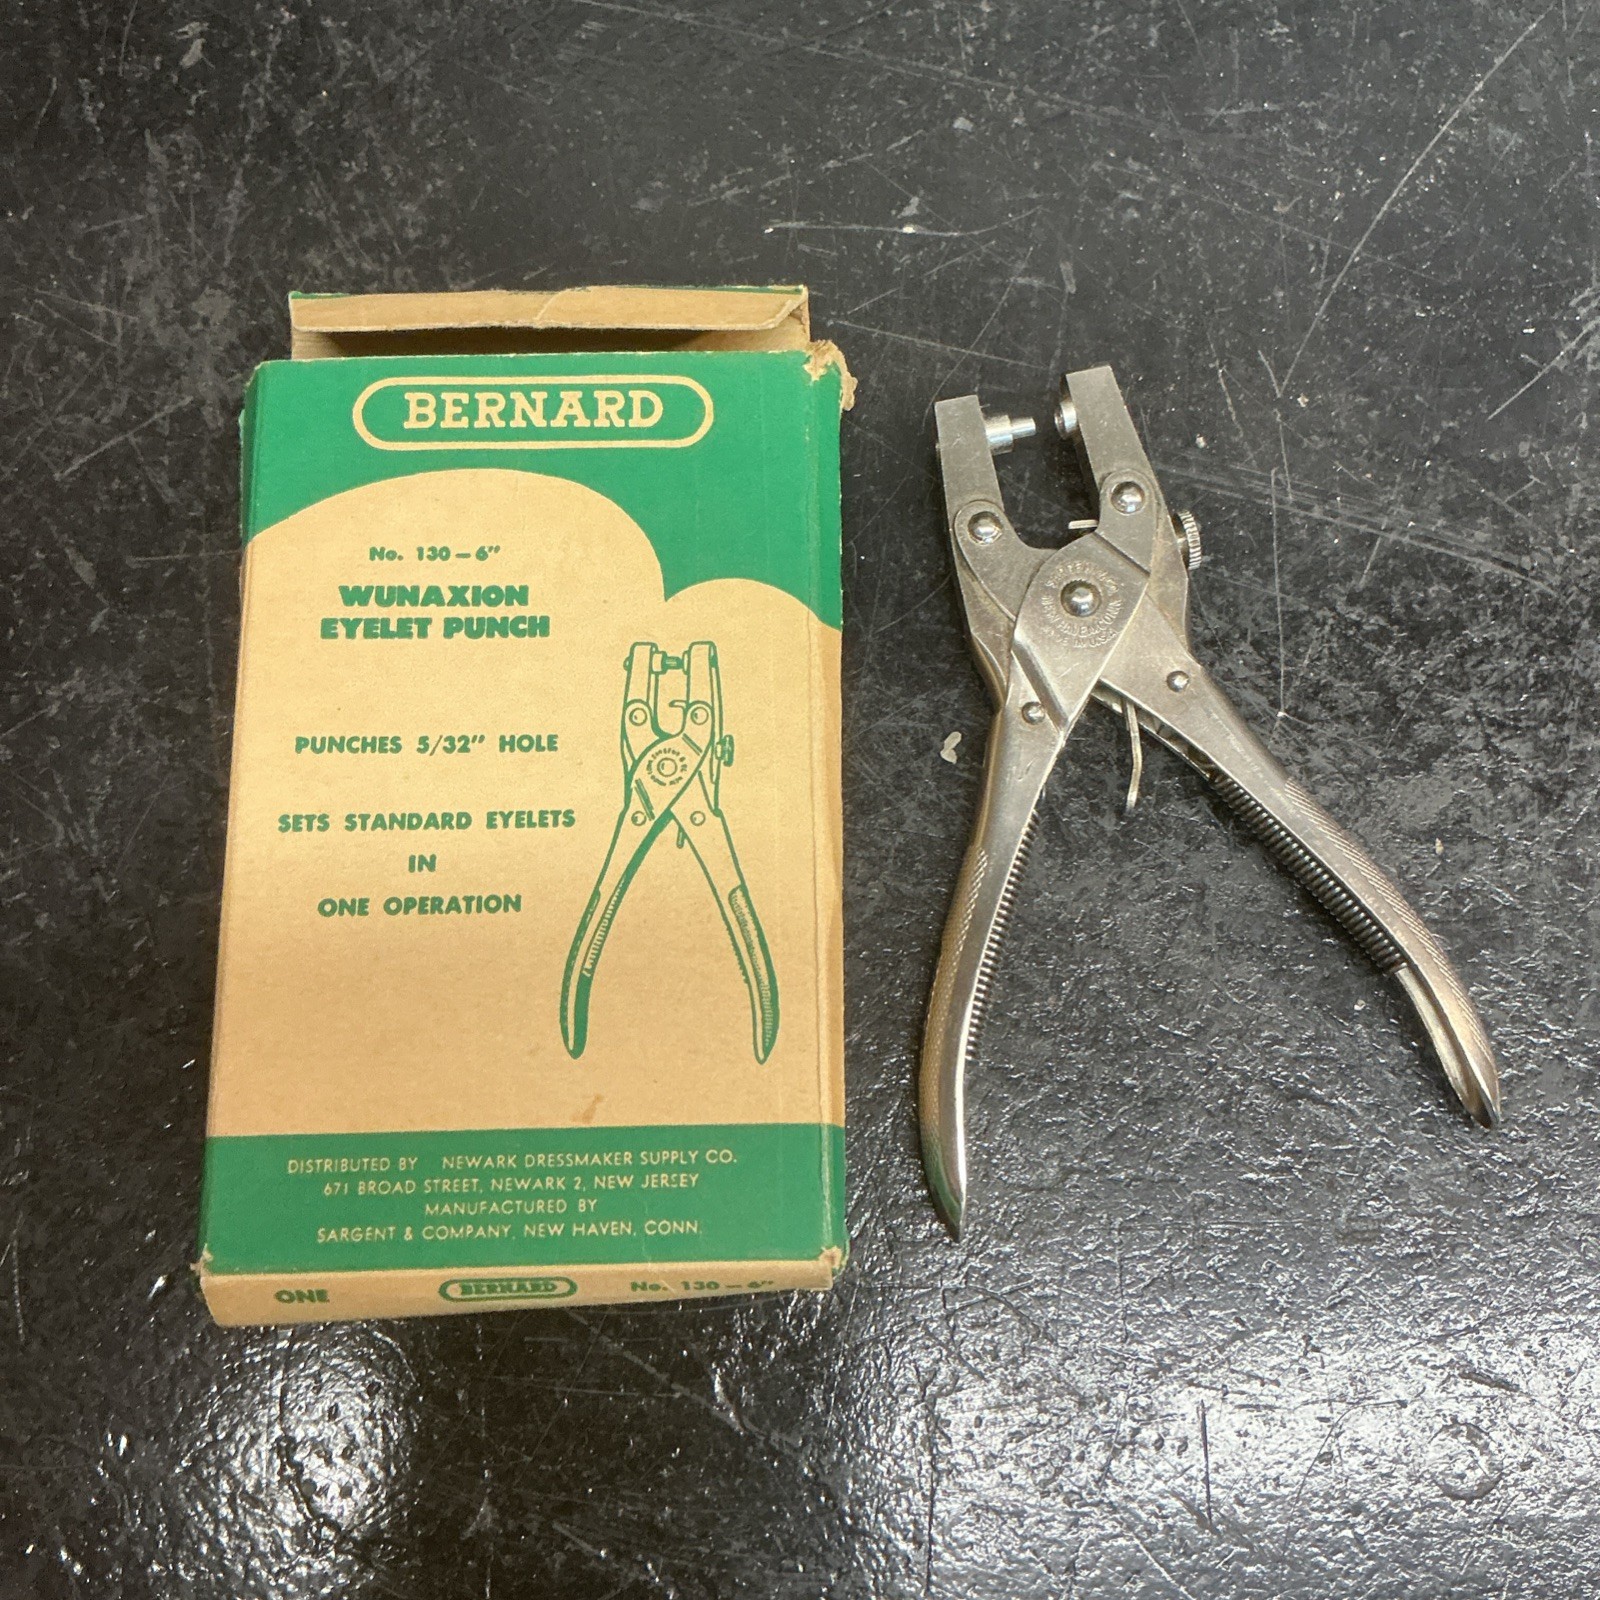 BERNARD
No. 130 – 6"
WUNAXION
EYELET PUNCH
PUNCHES 5/32" HOLE
SETS STANDARD EYELETS
IN
ONE OPERATION
DISTRIBUTED BY NEWARK DRESSMAKER SUPPLY CO.
671 BROAD STREET, NEWARK 2, NEW JERSEY
MANUFACTURED BY
SARGENT & COMPANY, NEW HAVEN, CONN.
ONE BERNARD No. 130 – 6"